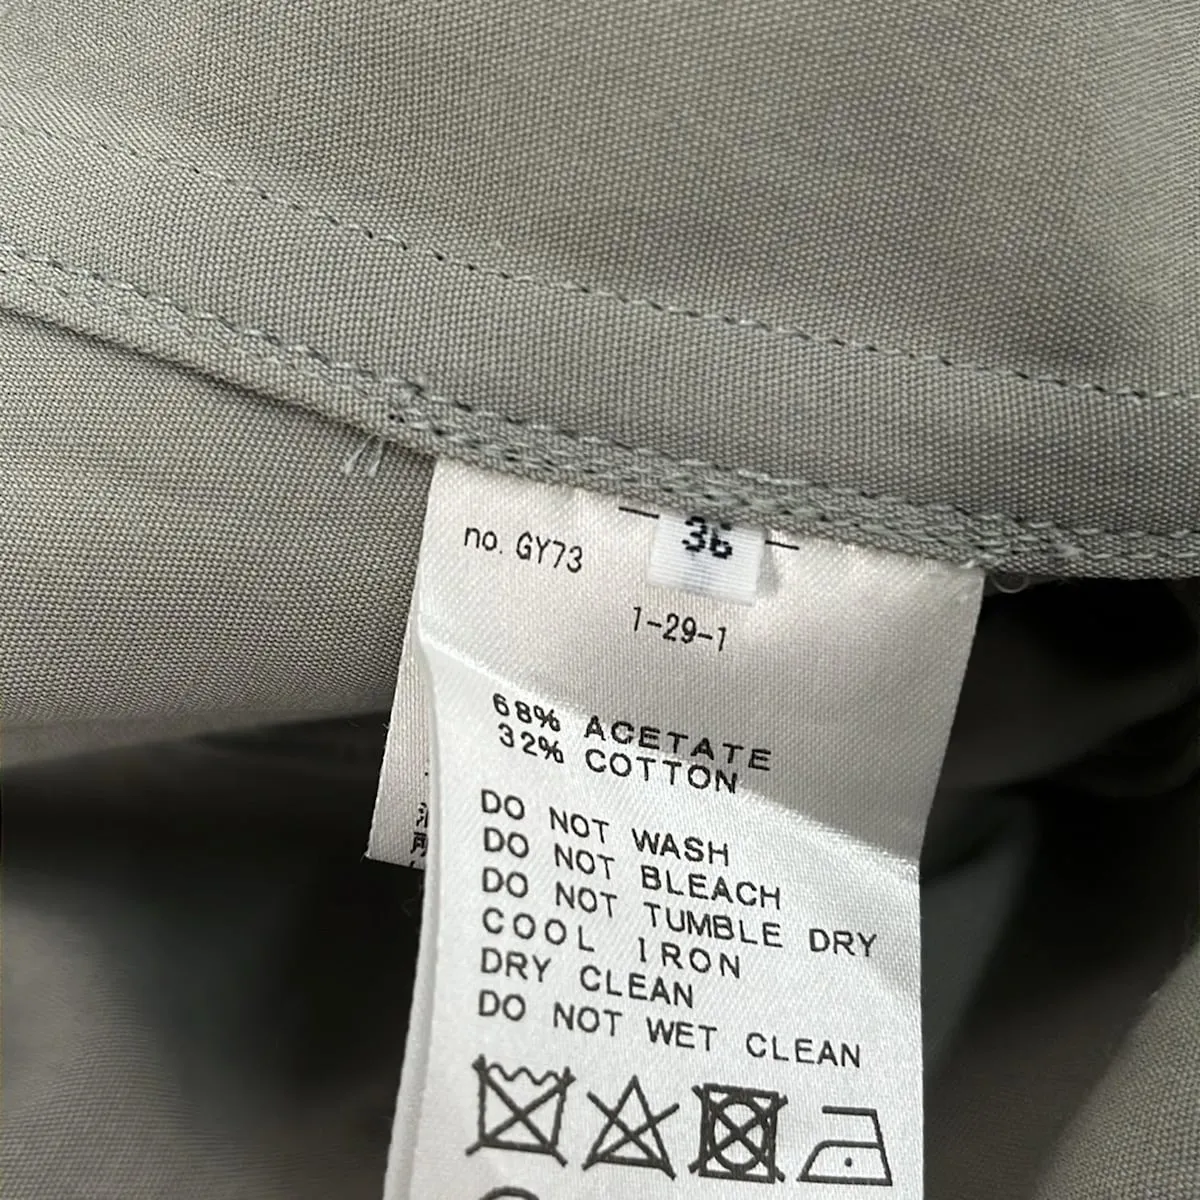 36
no. GY73
1-29-1
68% ACETATE
32% COTTON
DO NOT WASH
DO NOT BLEACH
DO NOT TUMBLE DRY
COOL IRON
DRY CLEAN
DO NOT WET CLEAN